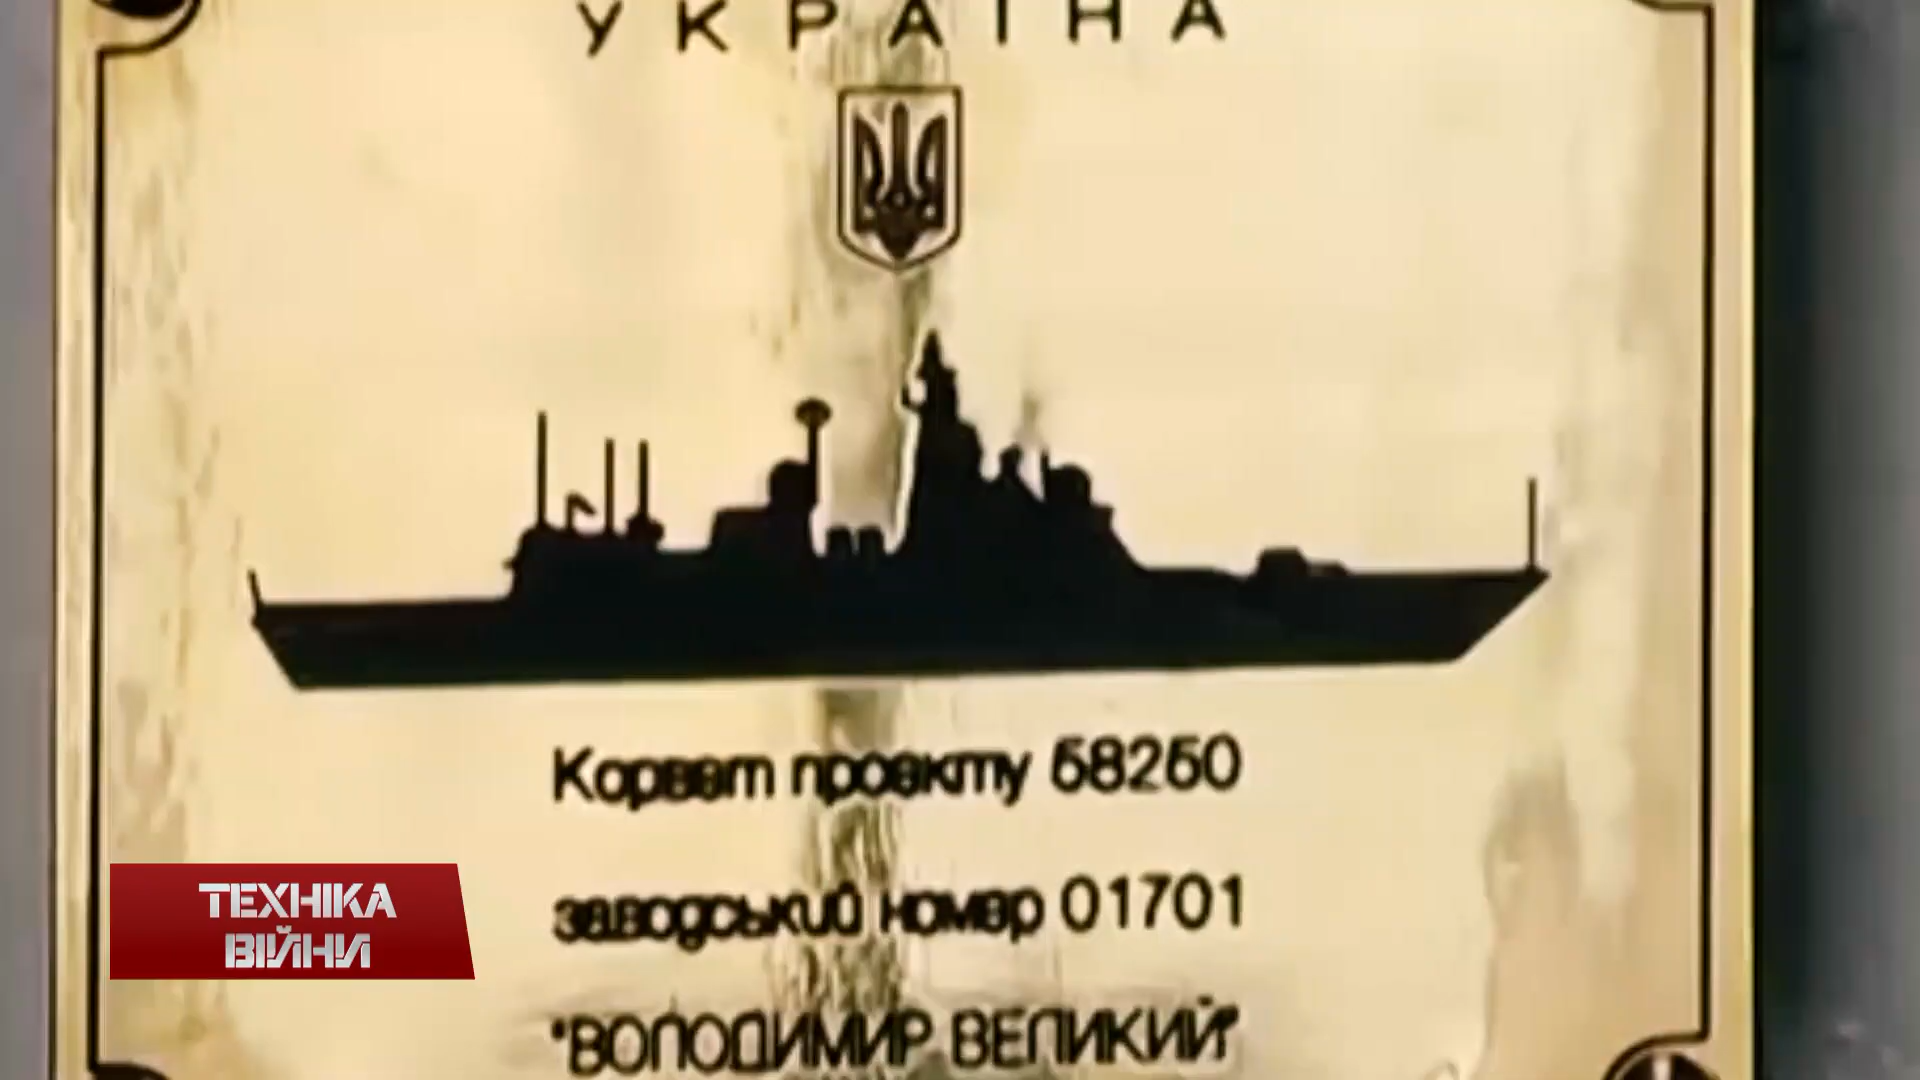 УКРАЇНА
Корвет проекту 58250
заводський номер 01701
"ВОЛОДИМИР ВЕЛИКИЙ"
ТЕХНІКА
ВІЙНИ